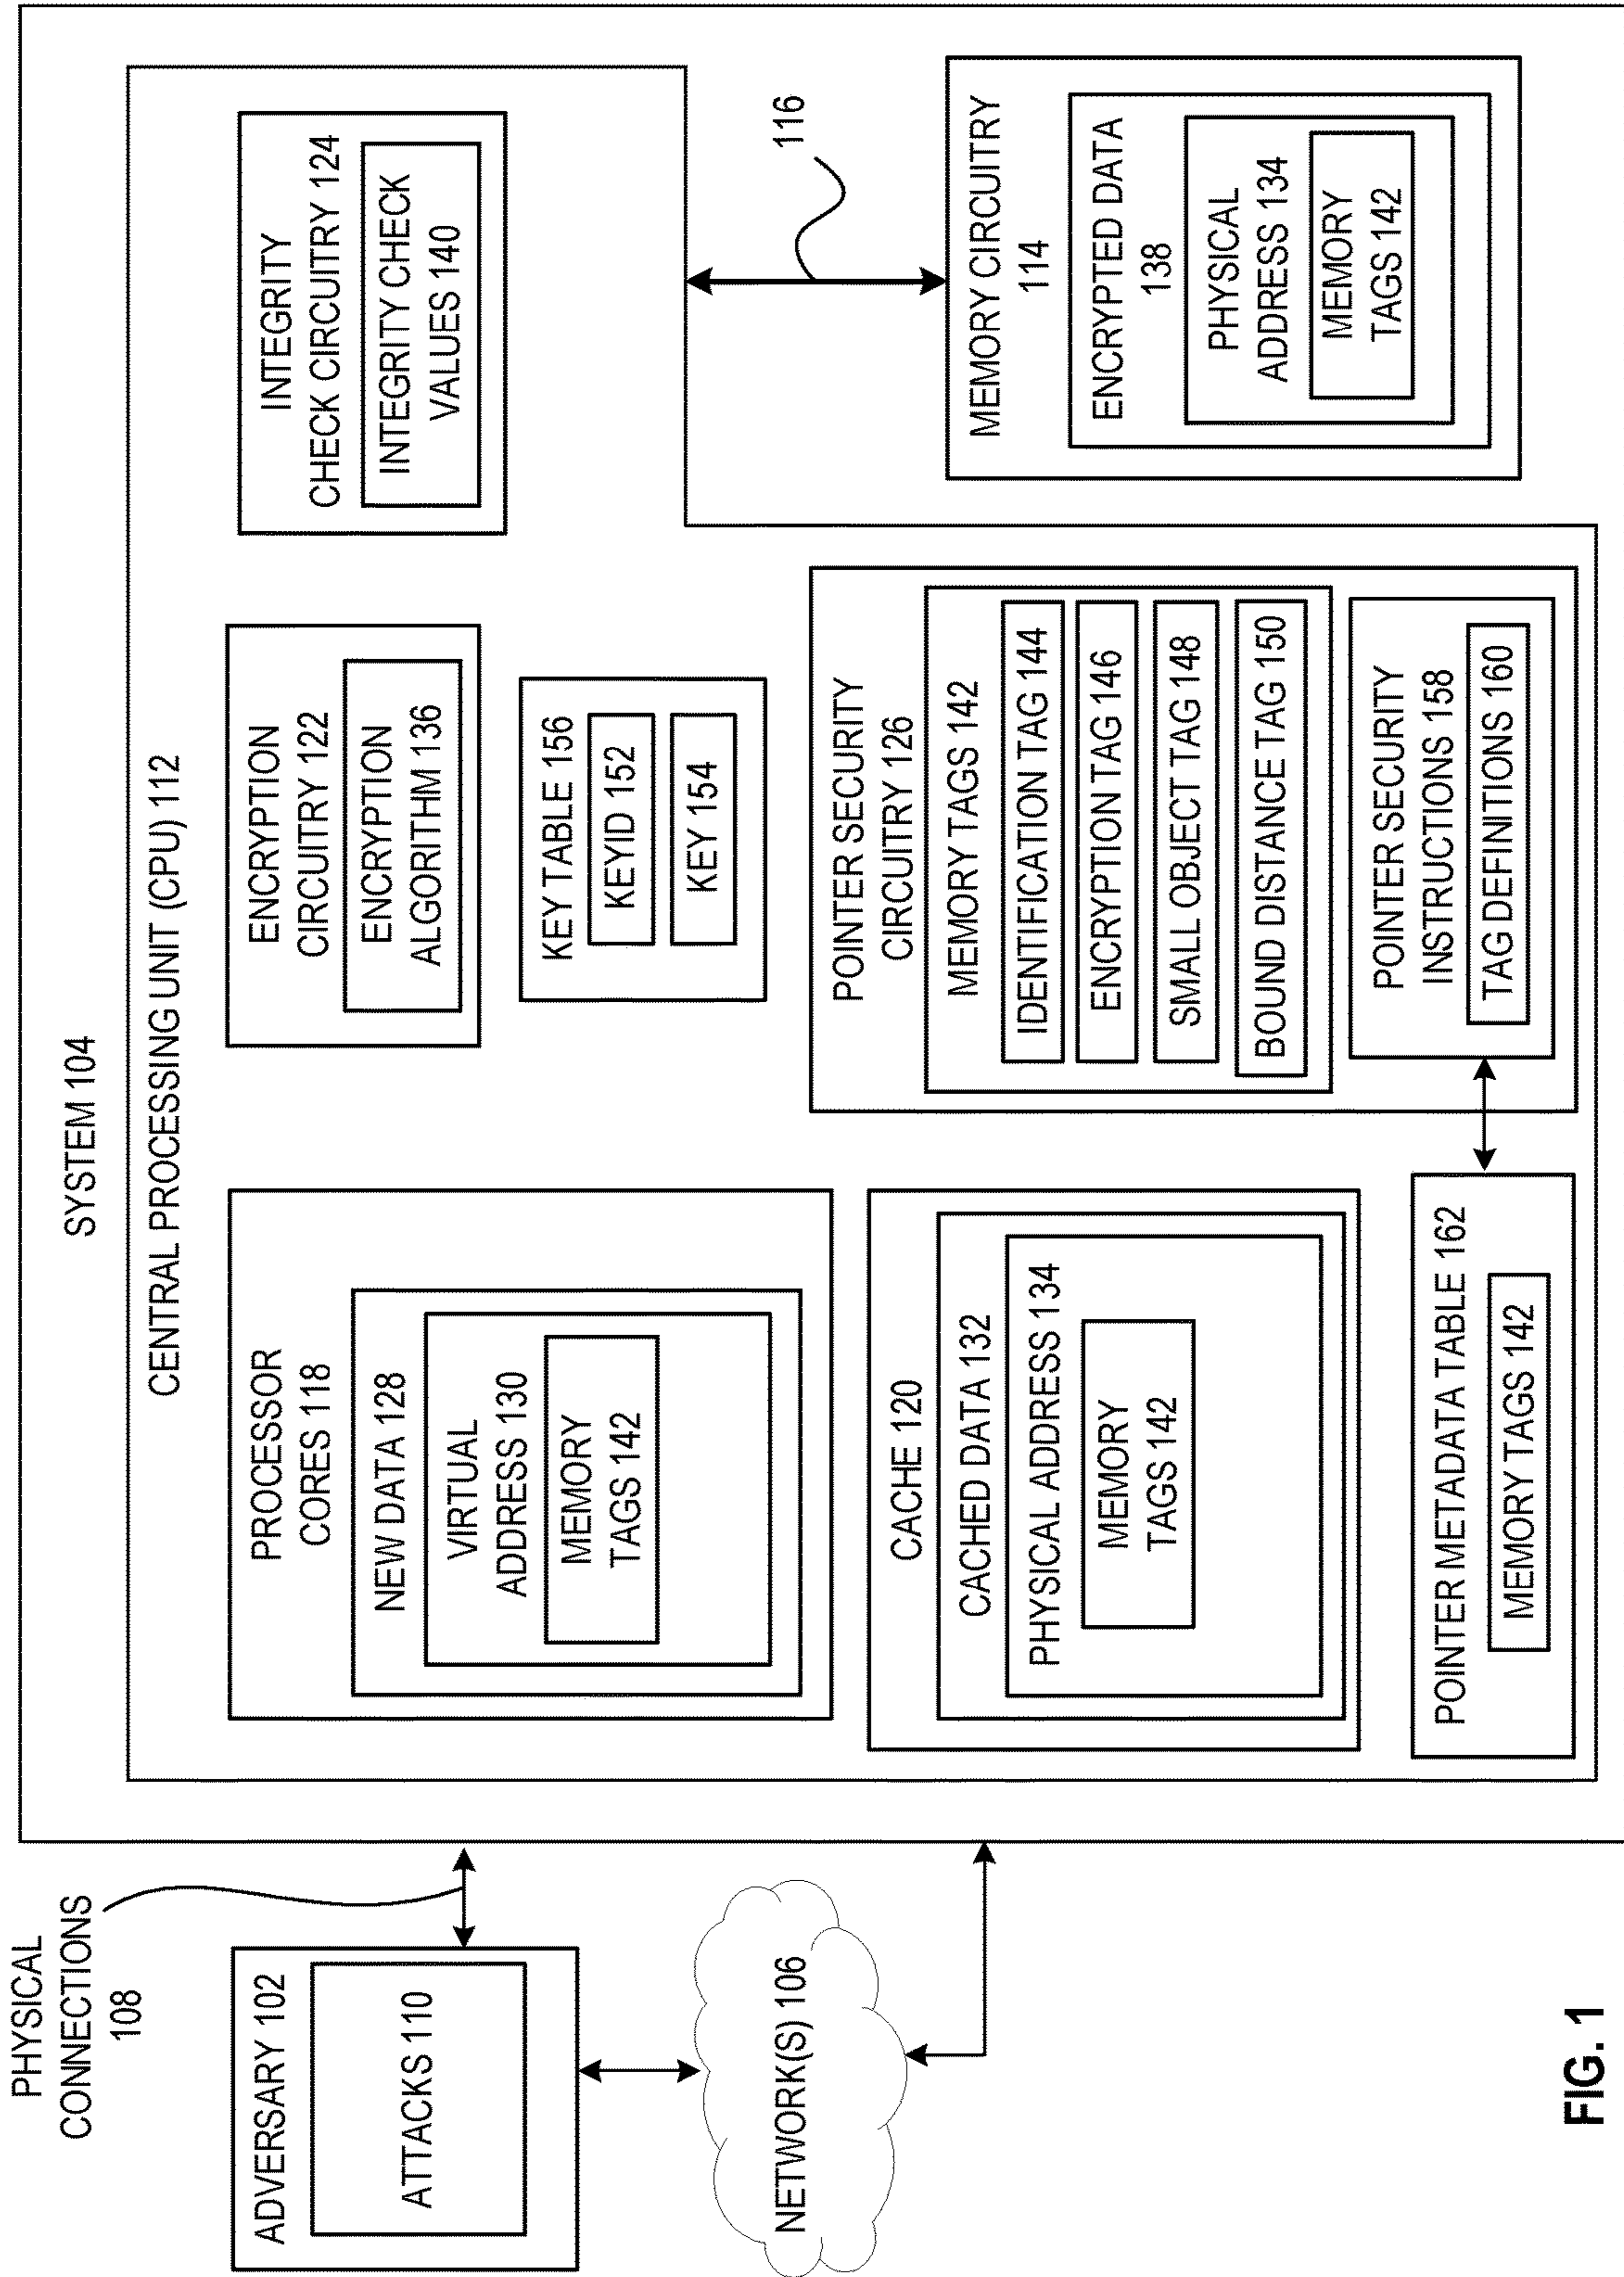 PHYSICAL
CONNECTIONS
108
ADVERSARY 102
ATTACKS 110
NETWORK(S) 106
SYSTEM 104
CENTRAL PROCESSING UNIT (CPU) 112
PROCESSOR
CORES 118
NEW DATA 128
VIRTUAL
ADDRESS 130
MEMORY
TAGS 142
CACHE 120
CACHED DATA 132
PHYSICAL ADDRESS 134
MEMORY
TAGS 142
POINTER METADATA TABLE 162
MEMORY TAGS 142
ENCRYPTION
CIRCUITRY 122
ENCRYPTION
ALGORITHM 136
KEY TABLE 156
KEYID 152
KEY 154
POINTER SECURITY
CIRCUITRY 126
MEMORY TAGS 142
IDENTIFICATION TAG 144
ENCRYPTION TAG 146
SMALL OBJECT TAG 148
BOUND DISTANCE TAG 150
POINTER SECURITY
INSTRUCTIONS 158
TAG DEFINITIONS 160
INTEGRITY
CHECK CIRCUITRY 124
INTEGRITY CHECK
VALUES 140
116
MEMORY CIRCUITRY
114
ENCRYPTED DATA
138
PHYSICAL
ADDRESS 134
MEMORY
TAGS 142
FIG. 1